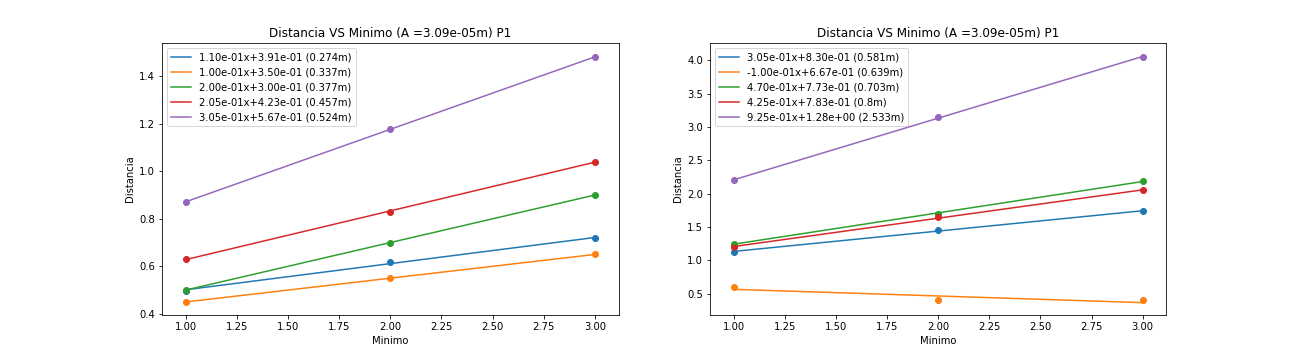 Distancia VS Minimo (A =3.09e-05m) P1
1.10e-01x+3.91e-01 (0.274m)
1.00e-01x+3.50e-01 (0.337m)
2.00e-01x+3.00e-01 (0.377m)
2.05e-01x+4.23e-01 (0.457m)
3.05e-01x+5.67e-01 (0.524m)
1.4
1.2
1.0
0.8
0.6
0.4
Distancia
1.00 1.25 1.50 1.75 2.00 2.25 2.50 2.75 3.00
Minimo
Distancia VS Minimo (A =3.09e-05m) P1
3.05e-01x+8.30e-01 (0.581m)
-1.00e-01x+6.67e-01 (0.639m)
4.70e-01x+7.73e-01 (0.703m)
4.25e-01x+7.83e-01 (0.8m)
9.25e-01x+1.28e+00 (2.533m)
4.0
3.5
3.0
2.5
2.0
1.5
1.0
0.5
Distancia
1.00 1.25 1.50 1.75 2.00 2.25 2.50 2.75 3.00
Minimo